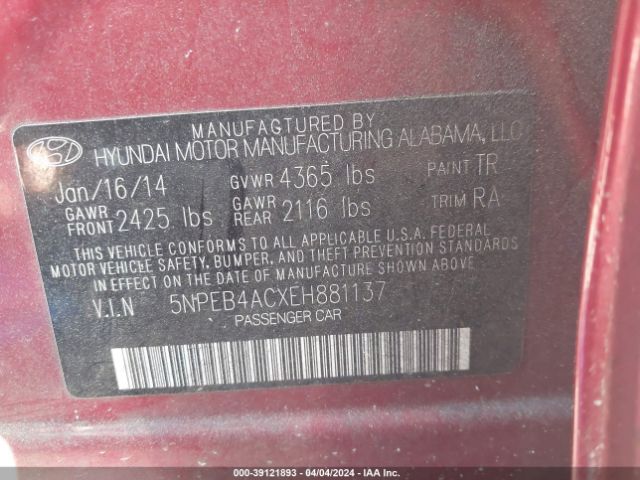 MANUFACTURED BY
HYUNDAI MOTOR MANUFACTURING ALABAMA, LLC
Jan/16/14 GVWR 4365 lbs PAINT TR
GAWR FRONT 2425 lbs GAWR REAR 2116 lbs TRIM RA
THIS VEHICLE CONFORMS TO ALL APPLICABLE U.S.A. FEDERAL
MOTOR VEHICLE SAFETY, BUMPER, AND THEFT PREVENTION STANDARDS
IN EFFECT ON THE DATE OF MANUFACTURE SHOWN ABOVE.
V.I.N 5NPEB4ACXEH881137
PASSENGER CAR
000-39121893 - 04/04/2024 - IAA Inc.